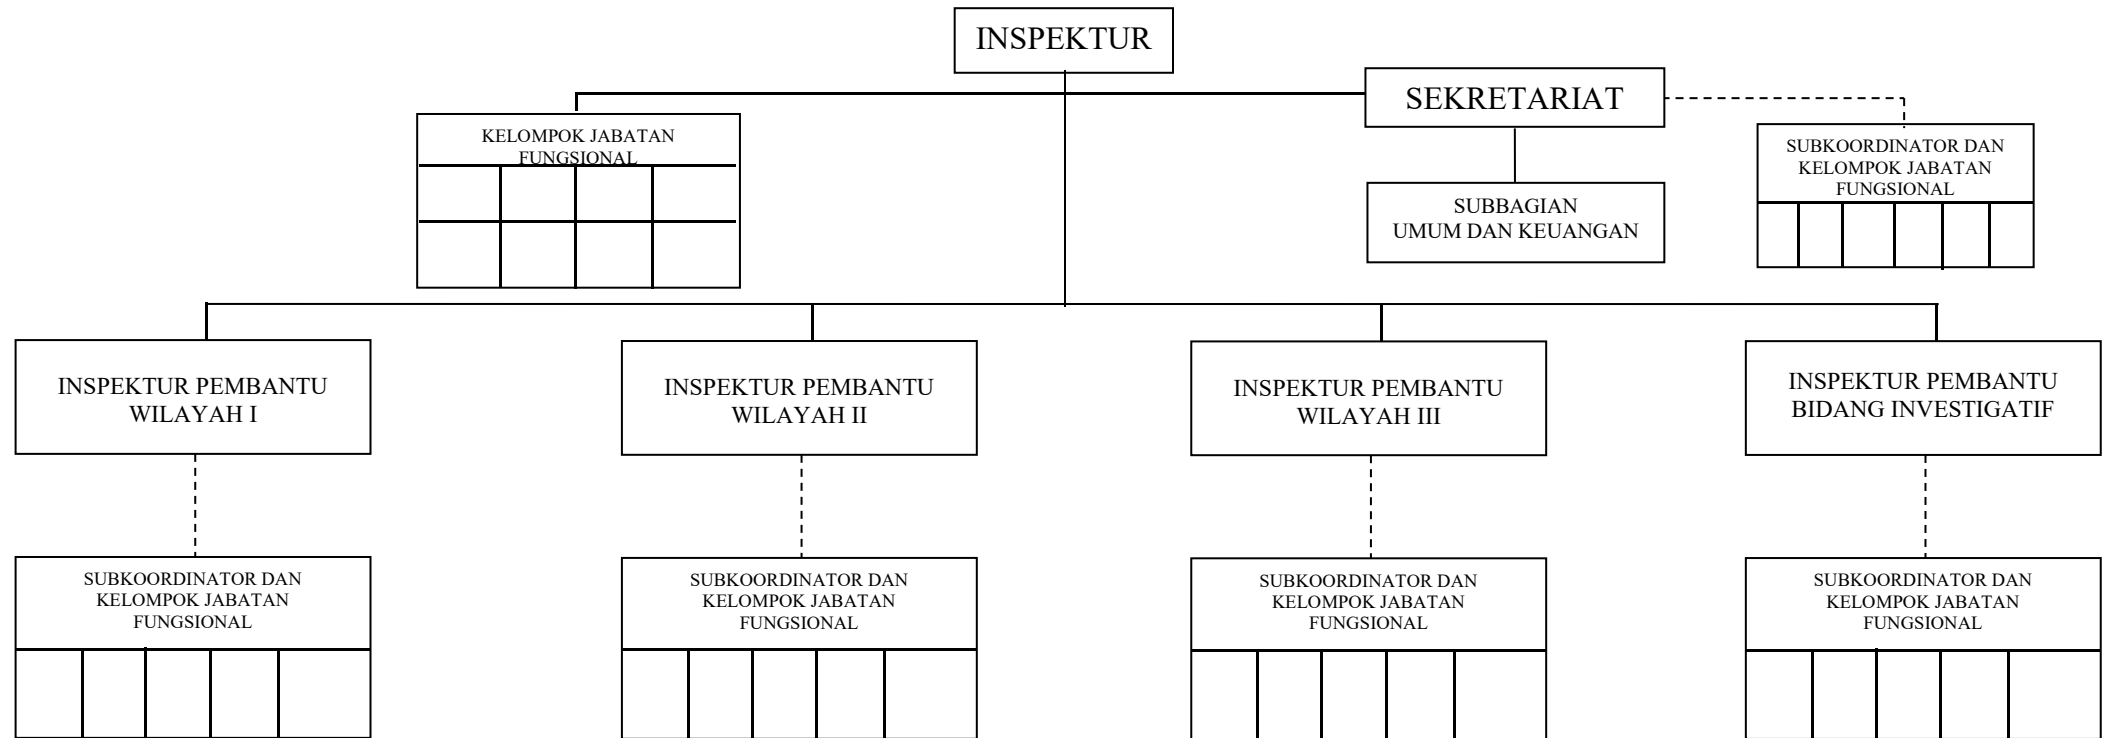 INSPEKTUR
SEKRETARIAT
KELOMPOK JABATAN
FUNGSIONAL
SUBKOORDINATOR DAN
KELOMPOK JABATAN
FUNGSIONAL
SUBBAGIAN
UMUM DAN KEUANGAN
INSPEKTUR PEMBANTU
WILAYAH I
INSPEKTUR PEMBANTU
WILAYAH II
INSPEKTUR PEMBANTU
WILAYAH III
INSPEKTUR PEMBANTU
BIDANG INVESTIGATIF
SUBKOORDINATOR DAN
KELOMPOK JABATAN
FUNGSIONAL
SUBKOORDINATOR DAN
KELOMPOK JABATAN
FUNGSIONAL
SUBKOORDINATOR DAN
KELOMPOK JABATAN
FUNGSIONAL
SUBKOORDINATOR DAN
KELOMPOK JABATAN
FUNGSIONAL